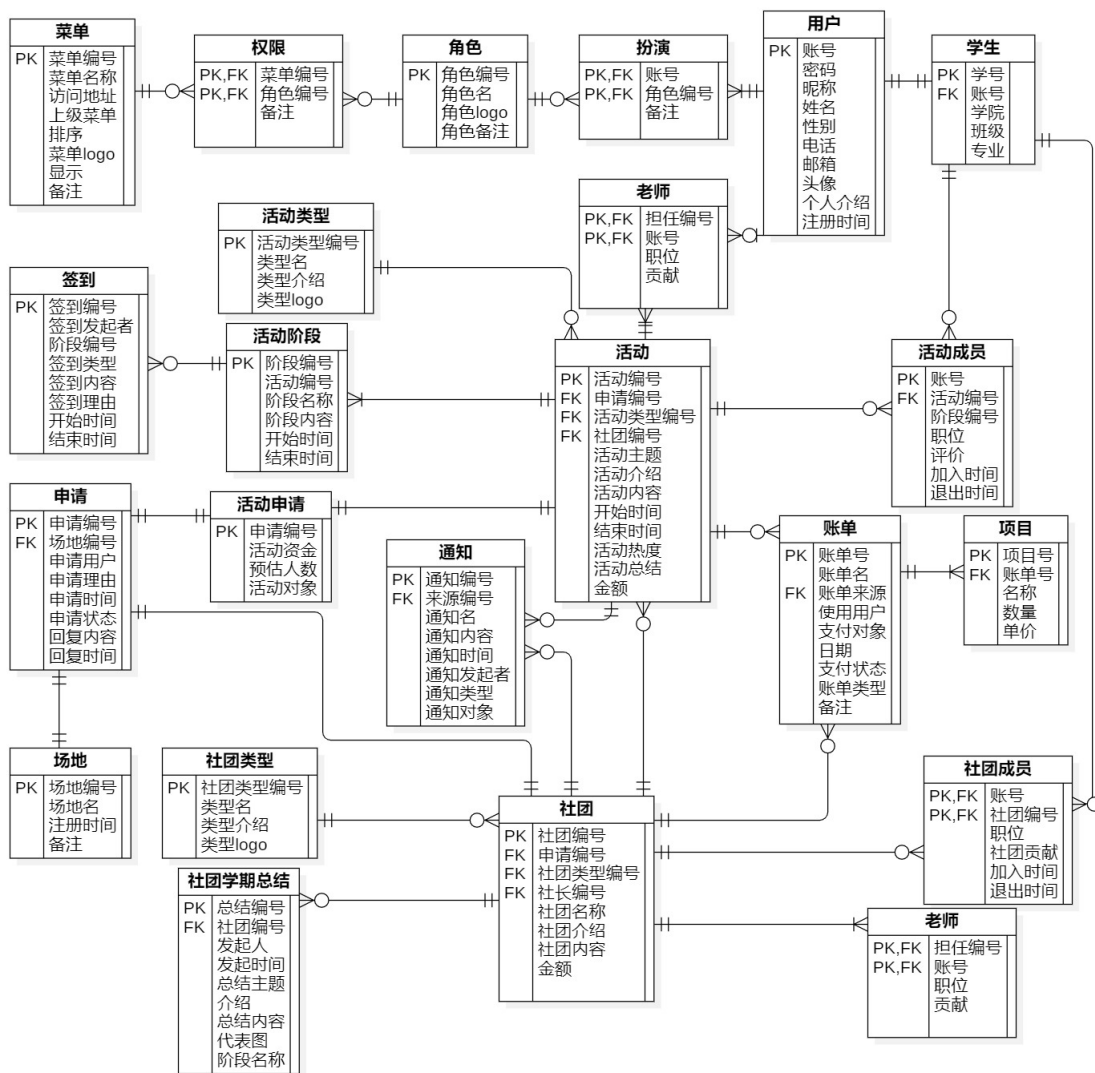 菜单
PK 菜单编号
菜单名称
访问地址
上级菜单
排序
菜单logo
显示
备注
权限
PK,FK 菜单编号
PK,FK 角色编号
备注
角色
PK 角色编号
角色名
角色logo
角色备注
扮演
PK,FK 账号
PK,FK 角色编号
备注
用户
PK 账号
密码
昵称
姓名
性别
电话
邮箱
头像
个人介绍
注册时间
学生
PK 学号
FK 账号
学院
班级
专业
老师
PK,FK 担任编号
PK,FK 账号
职位
贡献
活动类型
PK 活动类型编号
类型名
类型介绍
类型logo
签到
PK 签到编号
签到发起者
阶段编号
签到类型
签到内容
签到理由
开始时间
结束时间
活动阶段
PK 阶段编号
活动编号
阶段名称
阶段内容
开始时间
结束时间
活动
PK 活动编号
FK 申请编号
FK 活动类型编号
FK 社团编号
活动主题
活动介绍
活动内容
开始时间
结束时间
活动热度
活动总结
金额
活动成员
PK 账号
FK 活动编号
阶段编号
职位
评价
加入时间
退出时间
申请
PK 申请编号
FK 场地编号
申请用户
申请理由
申请时间
申请状态
回复内容
回复时间
活动申请
PK 申请编号
活动资金
预估人数
活动对象
通知
PK 通知编号
FK 来源编号
通知名
通知内容
通知时间
通知发起者
通知类型
通知对象
账单
PK 账单号
账单名
FK 账单来源
使用用户
支付对象
日期
支付状态
账单类型
备注
项目
PK 项目号
FK 账单号
名称
数量
单价
场地
PK 场地编号
场地名
注册时间
备注
社团类型
PK 社团类型编号
类型名
类型介绍
类型logo
社团
PK 社团编号
FK 申请编号
FK 社团类型编号
FK 社长编号
社团名称
社团介绍
社团内容
金额
社团成员
PK,FK 账号
PK,FK 社团编号
职位
社团贡献
加入时间
退出时间
社团学期总结
PK 总结编号
FK 社团编号
发起人
发起时间
总结主题
介绍
总结内容
代表图
阶段名称
老师
PK,FK 担任编号
PK,FK 账号
职位
贡献